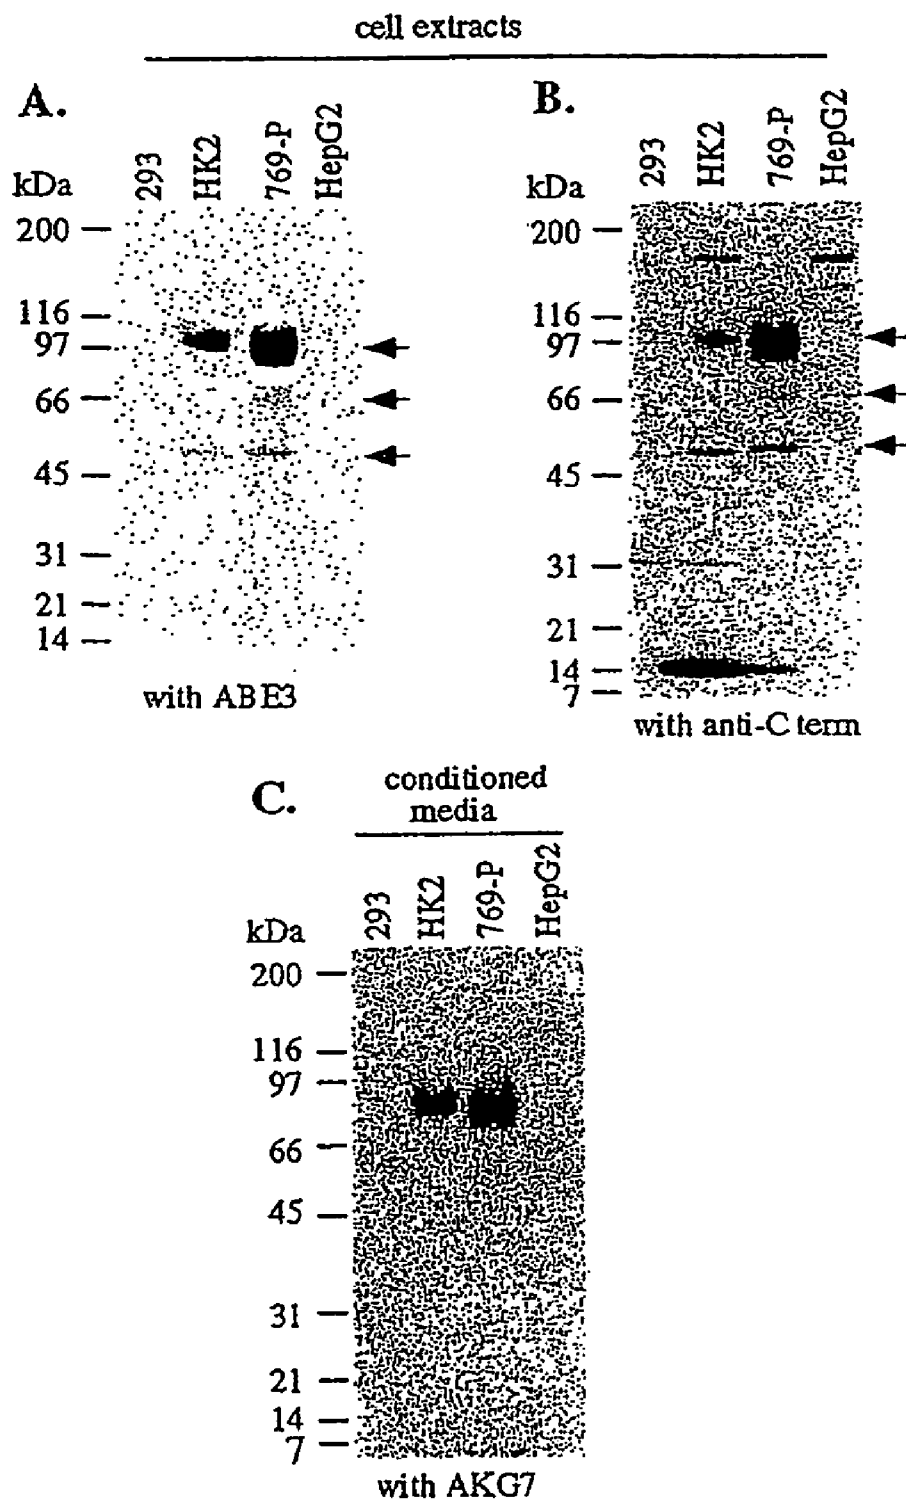 cell extracts
A.
293 HK2 769-P HepG2
kDa
200
116
97
66
45
31
21
14
with ABE3
B.
293 HK2 769-P HepG2
kDa
200
116
97
66
45
31
21
14
7
with anti-C term
C.
conditioned
media
293 HK2 769-P HepG2
kDa
200
116
97
66
45
31
21
14
7
with AKG7